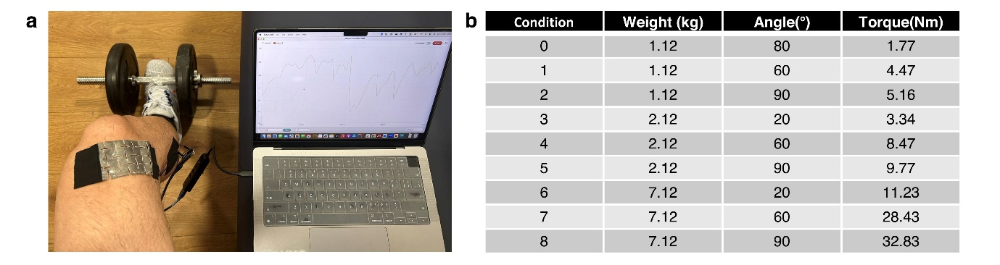 a
b
Condition Weight (kg) Angle(°) Torque(Nm)
0 1.12 80 1.77
1 1.12 60 4.47
2 1.12 90 5.16
3 2.12 20 3.34
4 2.12 60 8.47
5 2.12 90 9.77
6 7.12 20 11.23
7 7.12 60 28.43
8 7.12 90 32.83